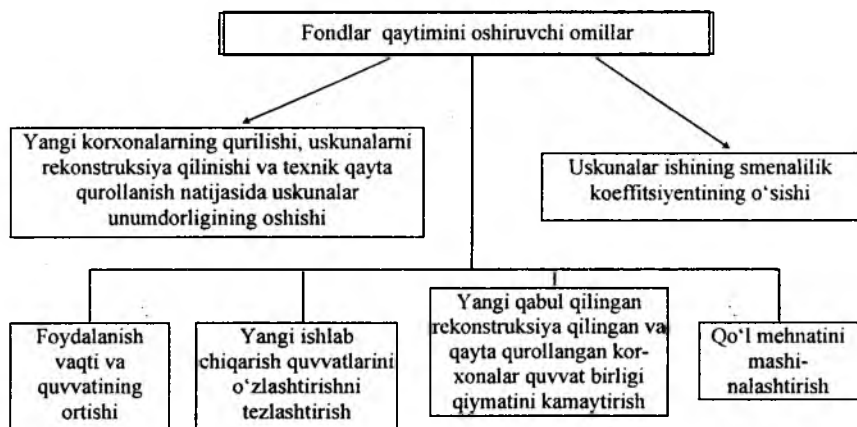 Fondlar qaytimini oshiruvchi omillar
Yangi korxonalarning qurilishi, uskunalarni
rekonstruksiya qilinishi va texnik qayta
qurollanish natijasida uskunalar
unumdorligining oshishi
Uskunalar ishining smenalilik
koeffitsiyentining o‘sishi
Foydalanish
vaqti va
quvvatining
ortishi
Yangi ishlab
chiqarish quvvatlarini
o‘zlashtirishni
tezlashtirish
Yangi qabul qilingan
rekonstruksiya qilingan va
qayta qurollangan kor-
xonalar quvvat birligi
qiymatini kamaytirish
Qo‘l mehnatini
mashi-
nalashtirish